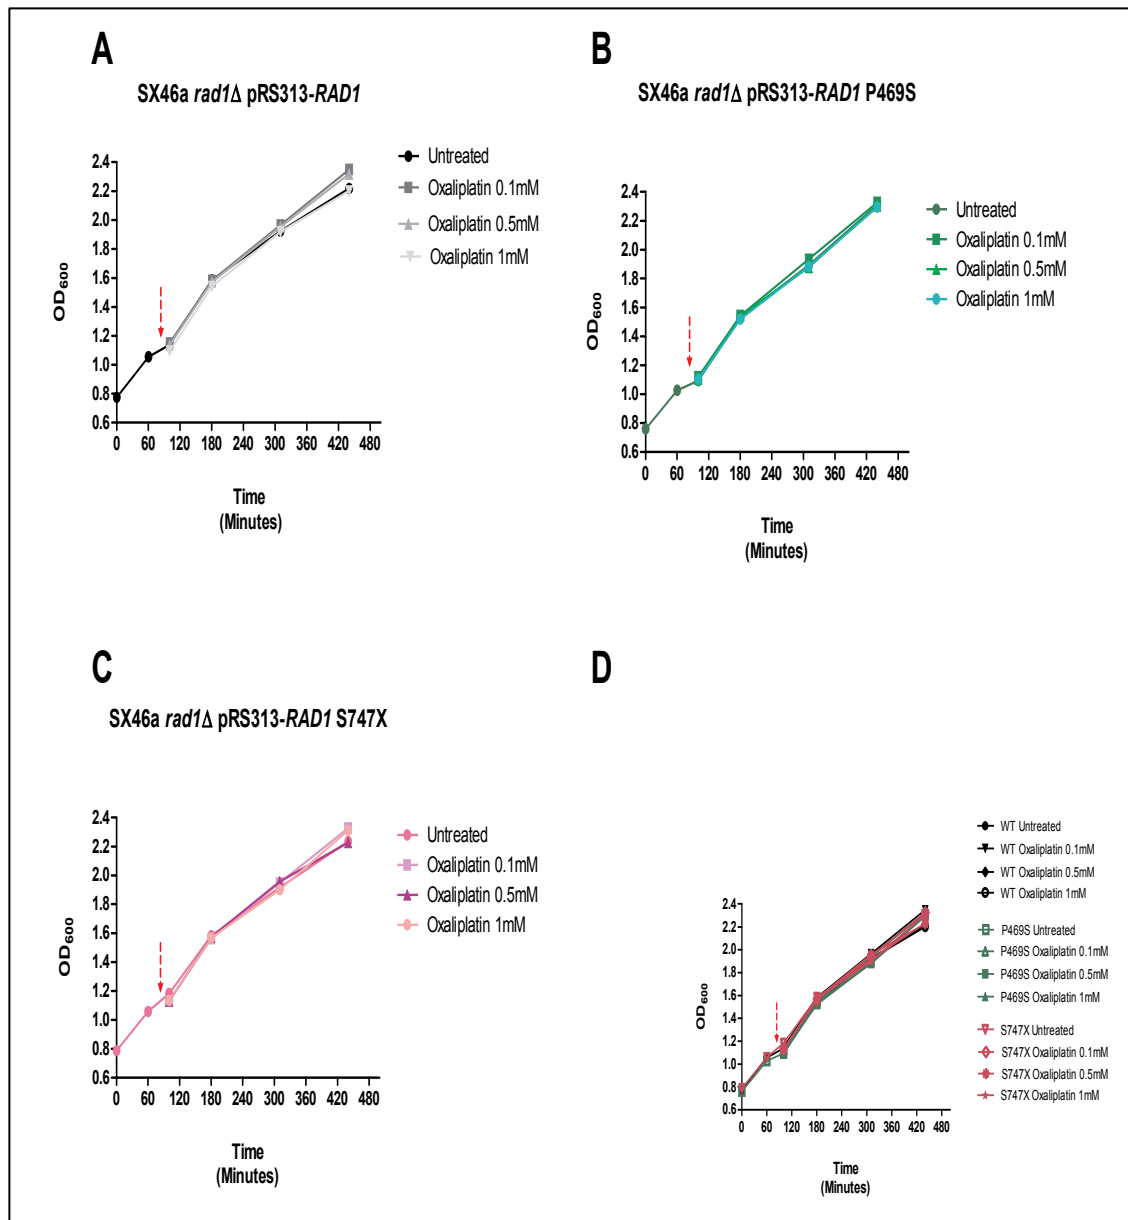 A
SX46a rad1Δ pRS313-RAD1
2.4
2.2
2.0
1.8
1.6
1.4
1.2
1.0
0.8
0.6
OD600
0 60 120 180 240 300 360 420 480
Time
(Minutes)
Untreated
Oxaliplatin 0.1mM
Oxaliplatin 0.5mM
Oxaliplatin 1mM
B
SX46a rad1Δ pRS313-RAD1 P469S
2.4
2.2
2.0
1.8
1.6
1.4
1.2
1.0
0.8
0.6
OD600
0 60 120 180 240 300 360 420 480
Time
(Minutes)
Untreated
Oxaliplatin 0.1mM
Oxaliplatin 0.5mM
Oxaliplatin 1mM
C
SX46a rad1Δ pRS313-RAD1 S747X
2.4
2.2
2.0
1.8
1.6
1.4
1.2
1.0
0.8
0.6
OD600
0 60 120 180 240 300 360 420 480
Time
(Minutes)
Untreated
Oxaliplatin 0.1mM
Oxaliplatin 0.5mM
Oxaliplatin 1mM
D
2.4
2.2
2.0
1.8
1.6
1.4
1.2
1.0
0.8
0.6
OD600
0 60 120 180 240 300 360 420 480
Time
(Minutes)
WT Untreated
WT Oxaliplatin 0.1mM
WT Oxaliplatin 0.5mM
WT Oxaliplatin 1mM
P469S Untreated
P469S Oxaliplatin 0.1mM
P469S Oxaliplatin 0.5mM
P469S Oxaliplatin 1mM
S747X Untreated
S747X Oxaliplatin 0.1mM
S747X Oxaliplatin 0.5mM
S747X Oxaliplatin 1mM